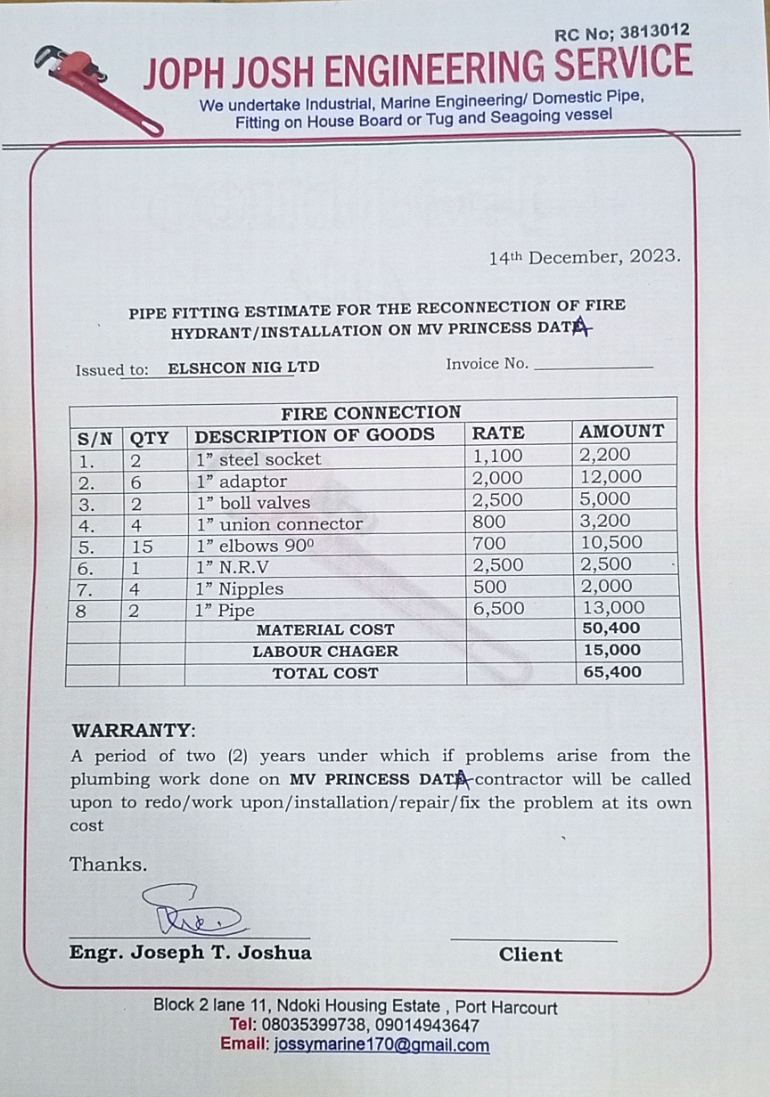 RC No; 3813012
JOPH JOSH ENGINEERING SERVICE
We undertake Industrial, Marine Engineering/ Domestic Pipe,
Fitting on House Board or Tug and Seagoing vessel
14th December, 2023.
PIPE FITTING ESTIMATE FOR THE RECONNECTION OF FIRE
HYDRANT/INSTALLATION ON MV PRINCESS DATA
Issued to: ELSHCON NIG LTD Invoice No.
FIRE CONNECTION
S/N QTY DESCRIPTION OF GOODS RATE AMOUNT
1. 2 1” steel socket 1,100 2,200
2. 6 1” adaptor 2,000 12,000
3. 2 1” boll valves 2,500 5,000
4. 4 1” union connector 800 3,200
5. 15 1” elbows 90⁰ 700 10,500
6. 1 1” N.R.V 2,500 2,500
7. 4 1” Nipples 500 2,000
8 2 1” Pipe 6,500 13,000
MATERIAL COST 50,400
LABOUR CHAGER 15,000
TOTAL COST 65,400
WARRANTY:
A period of two (2) years under which if problems arise from the
plumbing work done on MV PRINCESS DATA contractor will be called
upon to redo/work upon/installation/repair/fix the problem at its own
cost
Thanks.
Engr. Joseph T. Joshua Client
Block 2 lane 11, Ndoki Housing Estate , Port Harcourt
Tel: 08035399738, 09014943647
Email: jossymarine170@gmail.com